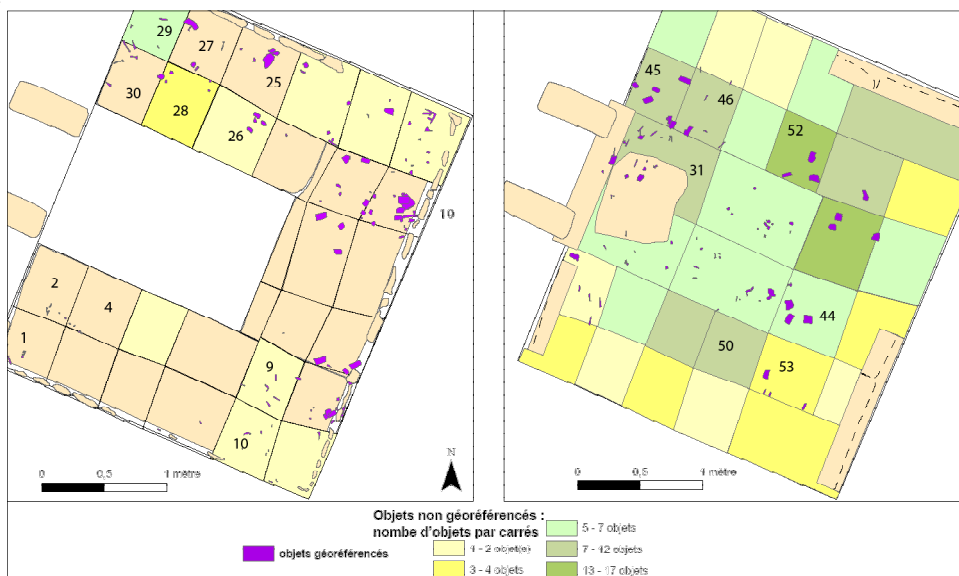 29
27
25
30
28
26
19
2
4
1
9
10
N
0
0,5
1 mètre
45
46
52
31
44
50
53
0
0,5
1 mètre
Objets non géoréférencés :
nombe d'objets par carrés
objets géoréférencés
1 - 2 objet(s)
3 - 4 objets
5 - 7 objets
7 - 12 objets
13 - 17 objets